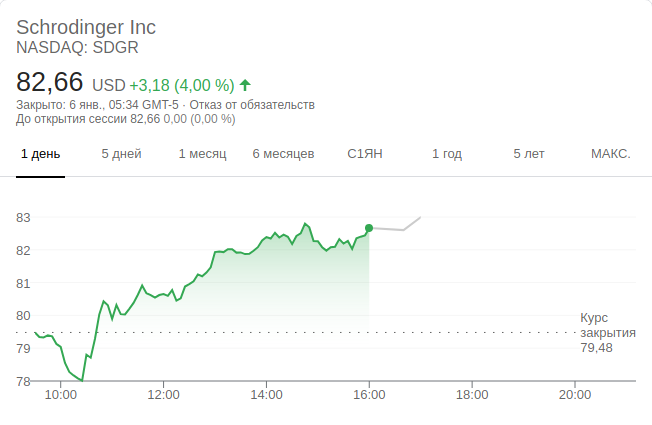 Schrodinger Inc
NASDAQ: SDGR
82,66 USD +3,18 (4,00 %)
Закрыто: 6 янв., 05:34 GMT-5 · Отказ от обязательств
До открытия сессии 82,66 0,00 (0,00 %)
1 день 5 дней 1 месяц 6 месяцев С1ЯН 1 год 5 лет МАКС.
83
82
81
80
Курс
закрытия
79,48
79
78
10:00 12:00 14:00 16:00 18:00 20:00